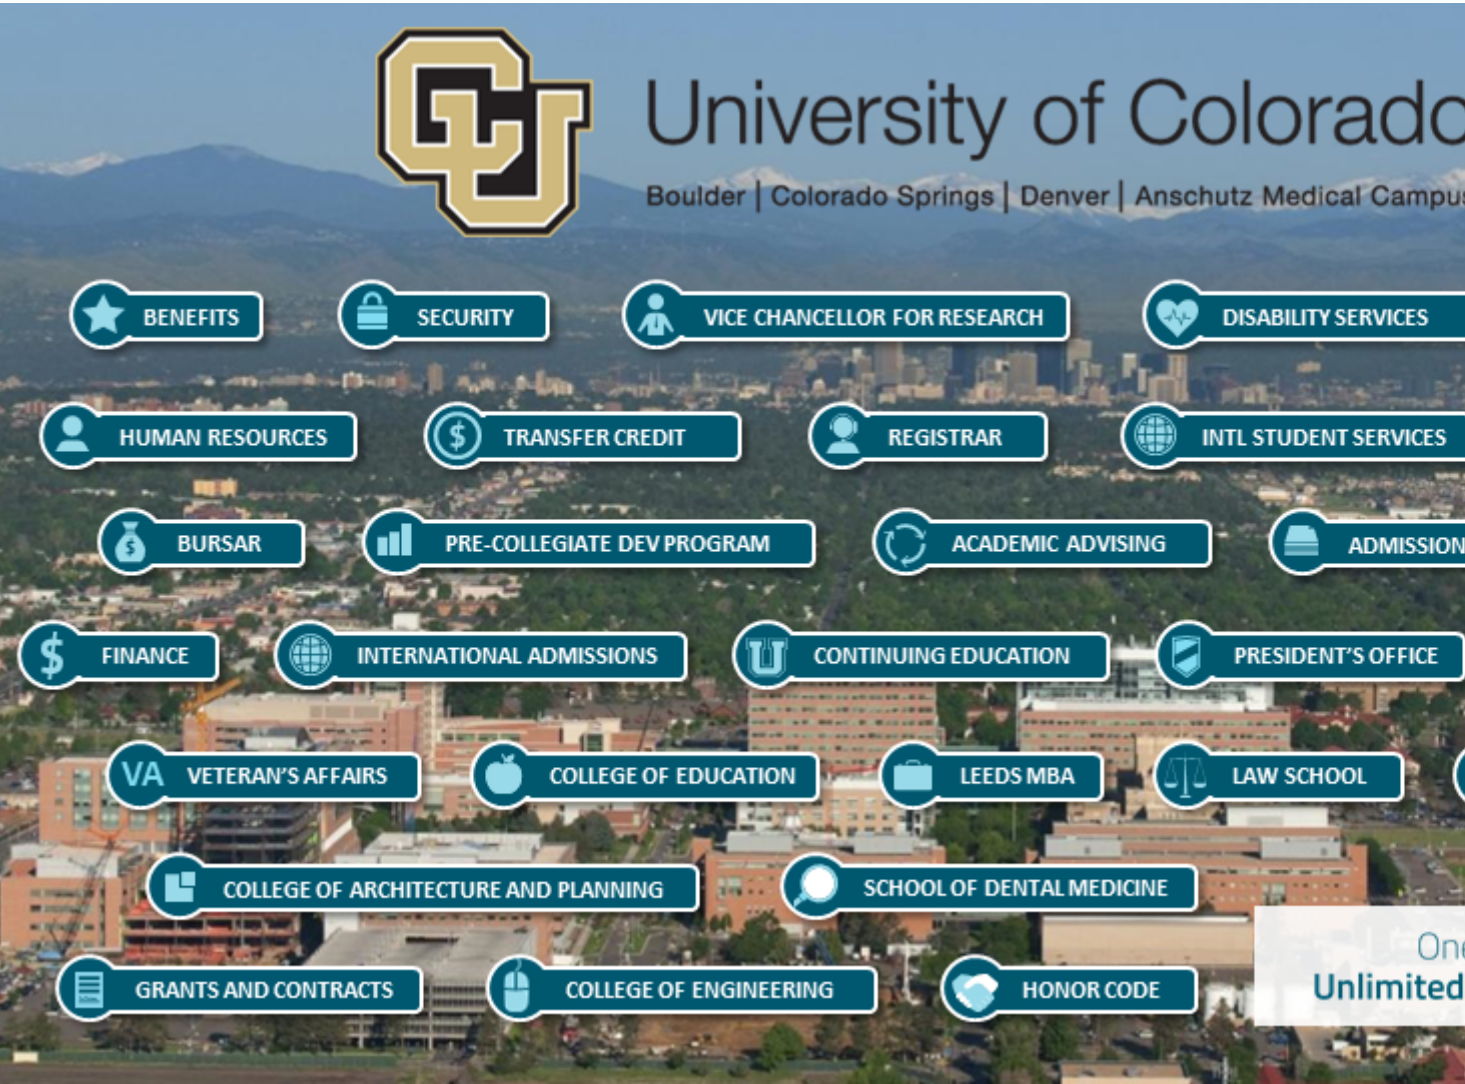 CU
University of Colorado
Boulder | Colorado Springs | Denver | Anschutz Medical Campus
BENEFITS
SECURITY
VICE CHANCELLOR FOR RESEARCH
DISABILITY SERVICES
HUMAN RESOURCES
$ TRANSFER CREDIT
REGISTRAR
INTL STUDENT SERVICES
$ BURSAR
PRE-COLLEGIATE DEV PROGRAM
ACADEMIC ADVISING
ADMISSION
$ FINANCE
INTERNATIONAL ADMISSIONS
U CONTINUING EDUCATION
PRESIDENT'S OFFICE
VA VETERAN'S AFFAIRS
COLLEGE OF EDUCATION
LEEDS MBA
LAW SCHOOL
COLLEGE OF ARCHITECTURE AND PLANNING
SCHOOL OF DENTAL MEDICINE
One
Unlimited
GRANTS AND CONTRACTS
COLLEGE OF ENGINEERING
HONOR CODE